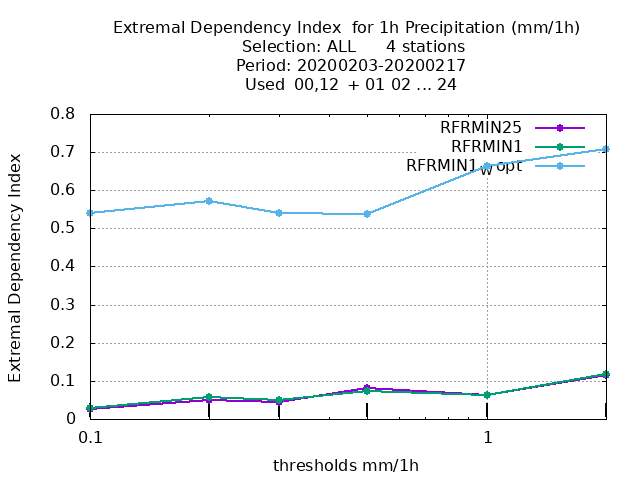 Extremal Dependency Index for 1h Precipitation (mm/1h)
Selection: ALL 4 stations
Period: 20200203-20200217
Used 00,12 + 01 02 ... 24
RFRMIN25
RFRMIN1
RFRMIN1_wopt
0.8
0.7
0.6
0.5
0.4
0.3
0.2
0.1
0
Extremal Dependency Index
0.1 1
thresholds mm/1h